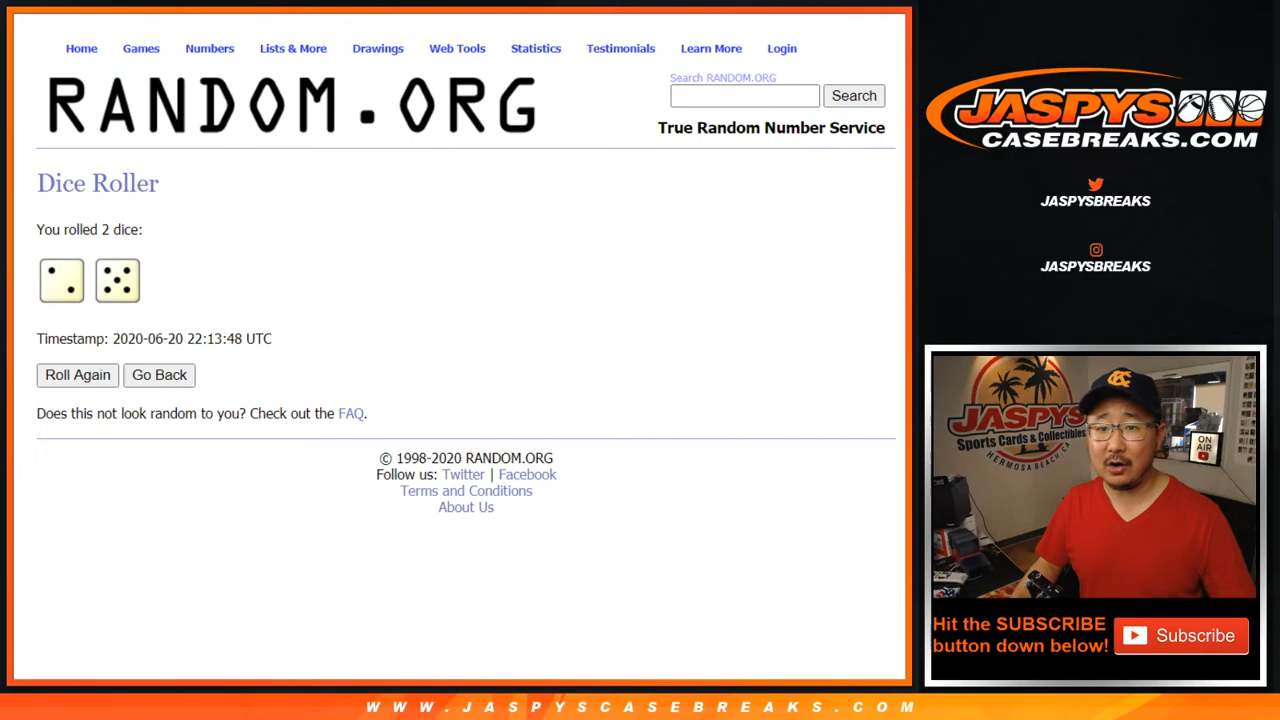 Home Games Numbers Lists & More Drawings Web Tools Statistics Testimonials Learn More Login
RANDOM.ORG
Search RANDOM.ORG
Search
True Random Number Service
Dice Roller
You rolled 2 dice:
Timestamp: 2020-06-20 22:13:48 UTC
Roll Again Go Back
Does this not look random to you? Check out the FAQ.
© 1998-2020 RANDOM.ORG
Follow us: Twitter | Facebook
Terms and Conditions
About Us
JASPYS
CASEBREAKS.COM
JASPYSBREAKS
JASPYSBREAKS
JASPYS
Sports Cards & Collectibles
HERMOSA BEACH, CA
ON
AIR
Hit the SUBSCRIBE
button down below!
Subscribe
WWW.JASPYSCASEBREAKS.COM